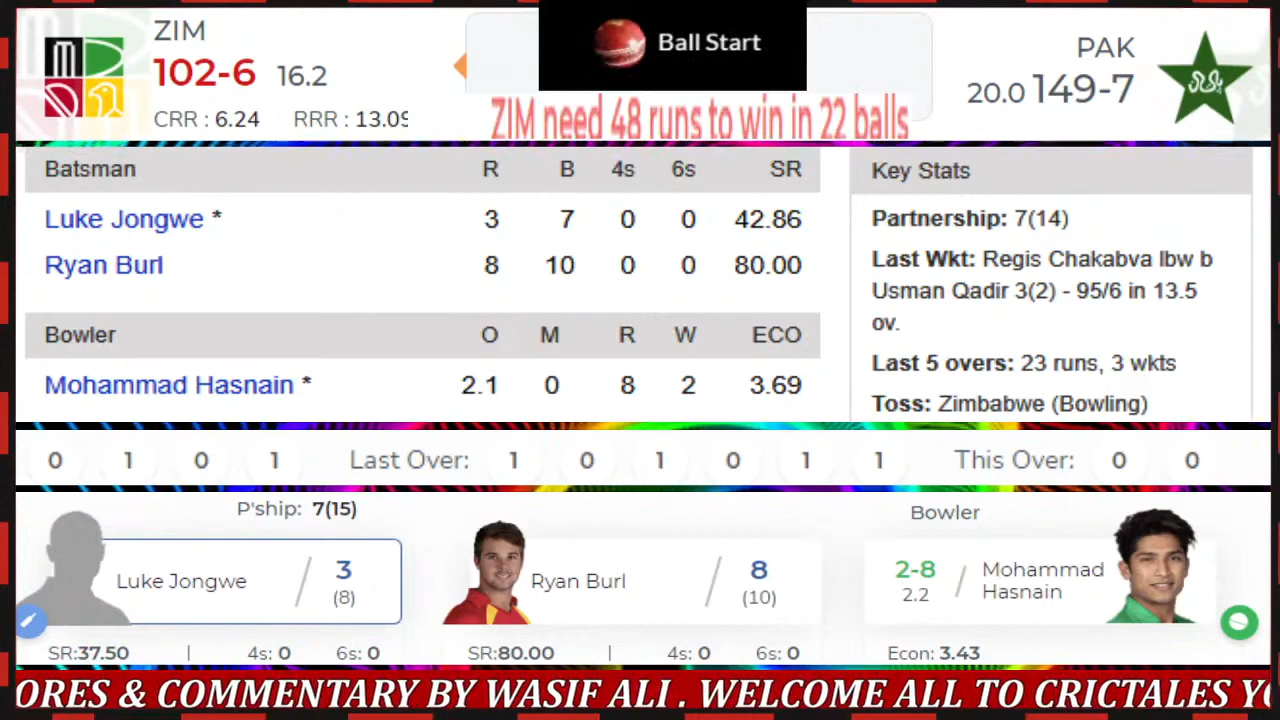 ZIM
102-6 16.2
CRR : 6.24 RRR : 13.09
Ball Start
ZIM need 48 runs to win in 22 balls
PAK
20.0 149-7
Batsman R B 4s 6s SR
Luke Jongwe * 3 7 0 0 42.86
Ryan Burl 8 10 0 0 80.00
Bowler O M R W ECO
Mohammad Hasnain * 2.1 0 8 2 3.69
Key Stats
Partnership: 7(14)
Last Wkt: Regis Chakabva lbw b
Usman Qadir 3(2) - 95/6 in 13.5
ov.
Last 5 overs: 23 runs, 3 wkts
Toss: Zimbabwe (Bowling)
0 1 0 1 Last Over: 1 0 1 0 1 1 This Over: 0 0
P'ship: 7(15)
Luke Jongwe / 3
(8)
SR:37.50 | 4s: 0 6s: 0
Ryan Burl / 8
(10)
SR:80.00 | 4s: 0 6s: 0
Bowler
2-8 / Mohammad
2.2 Hasnain
Econ: 3.43
ORES & COMMENTARY BY WASIF ALI . WELCOME ALL TO CRICTALES YO